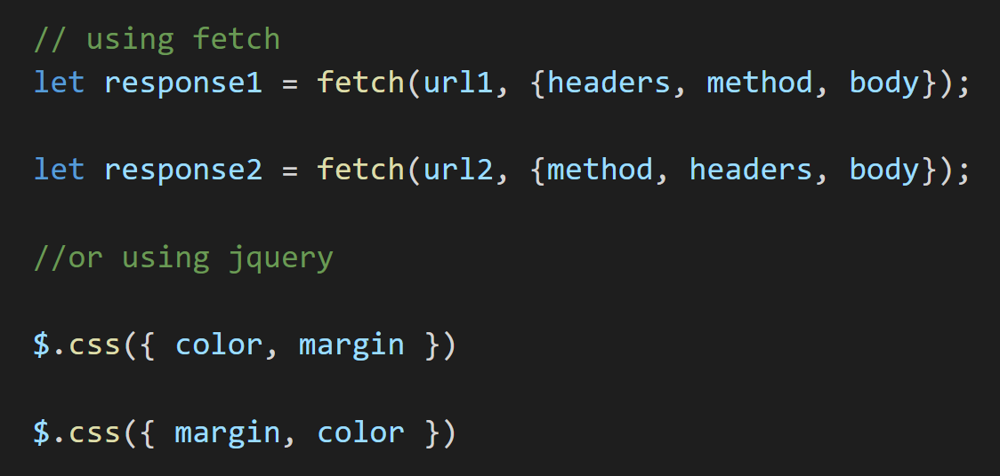 // using fetch
let response1 = fetch(url1, {headers, method, body});
let response2 = fetch(url2, {method, headers, body});
//or using jquery
$.css({ color, margin })
$.css({ margin, color })